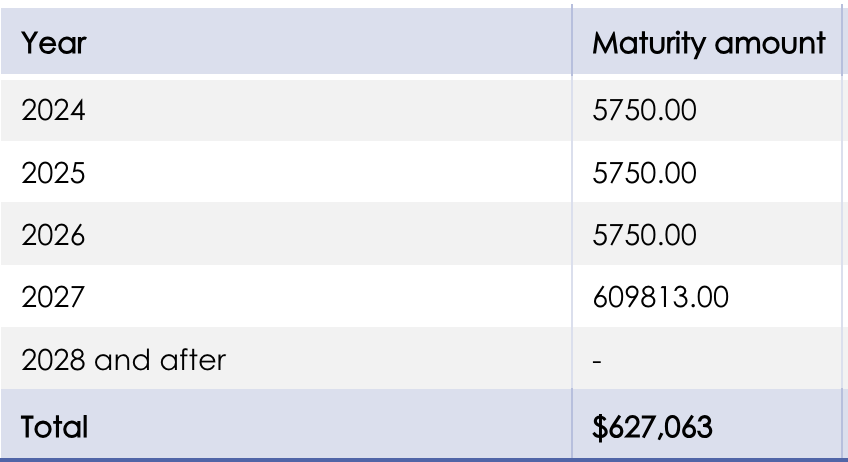 Year Maturity amount
2024 5750.00
2025 5750.00
2026 5750.00
2027 609813.00
2028 and after -
Total $627,063